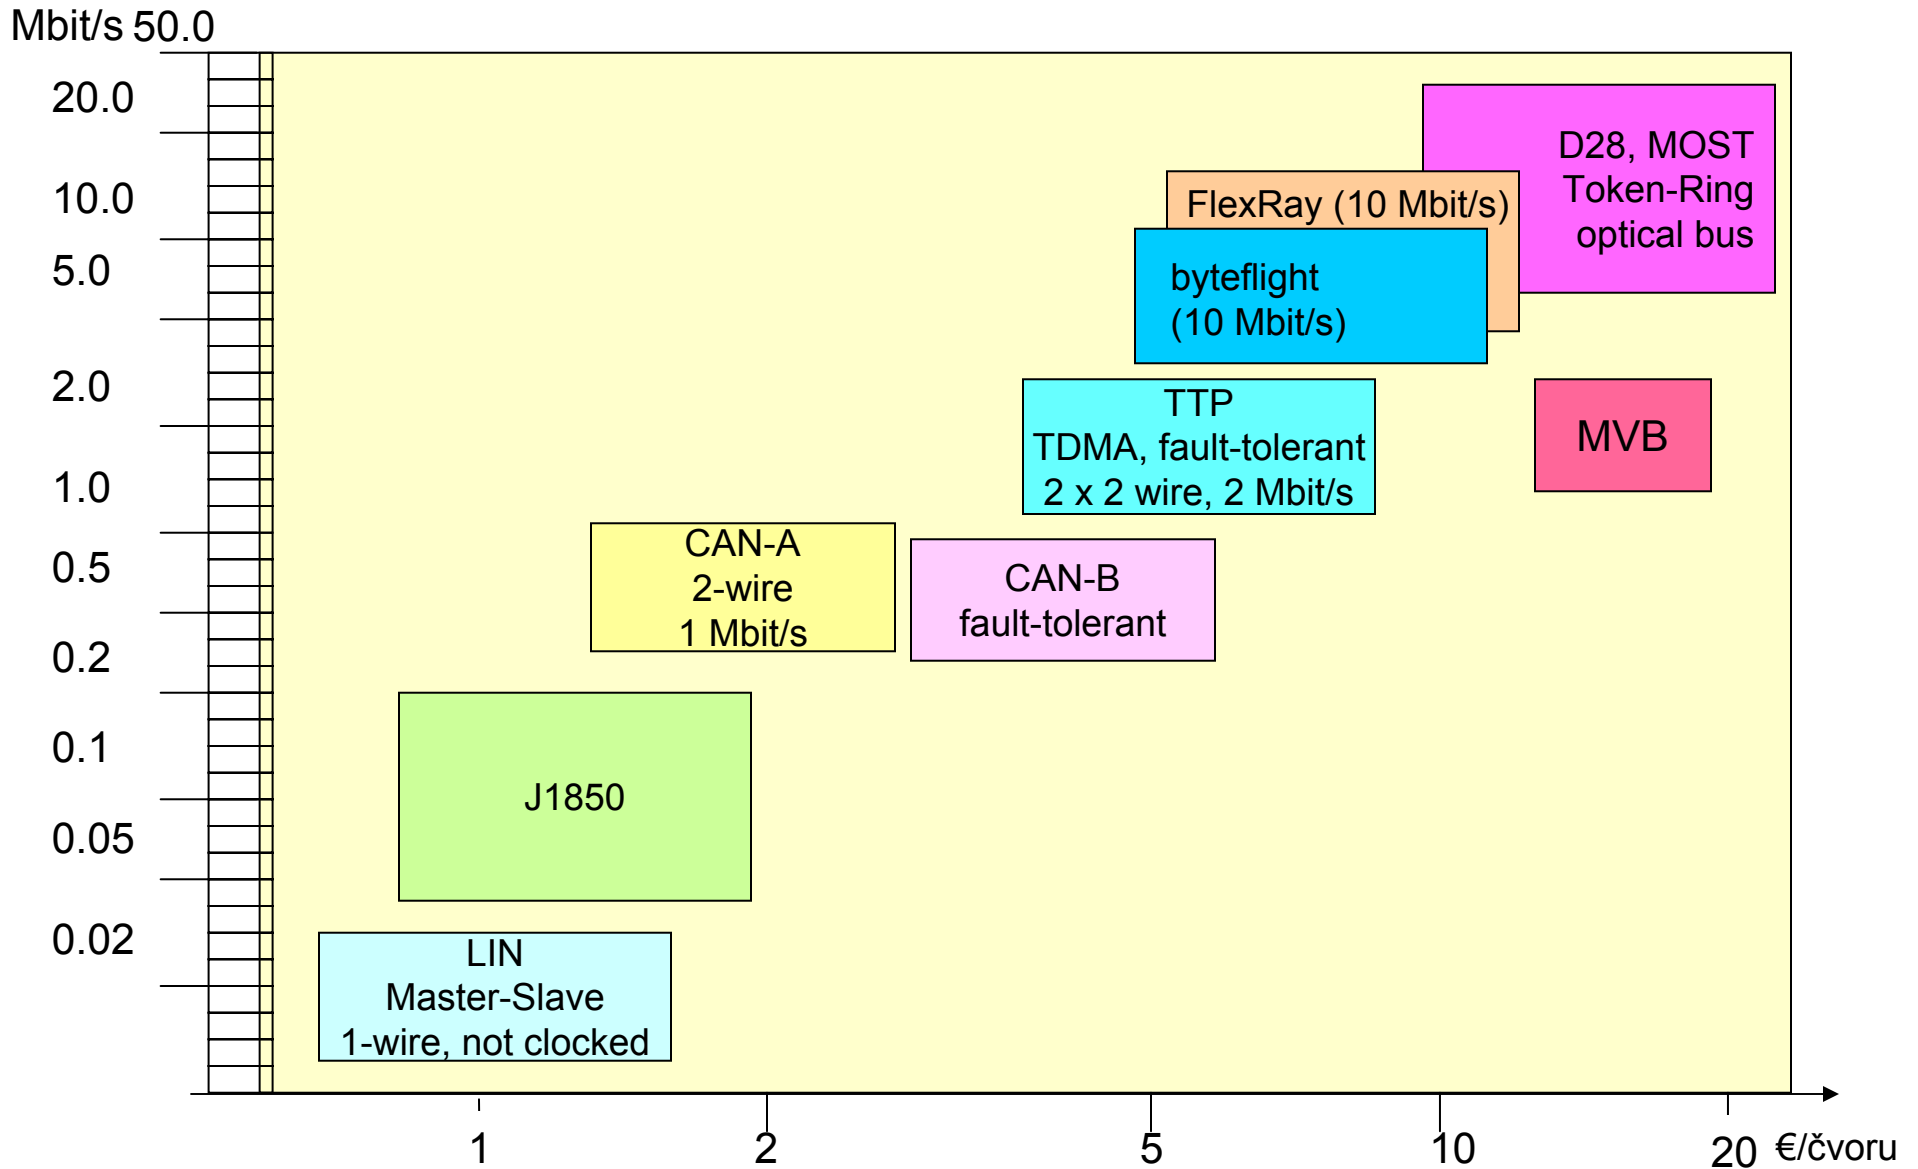 Mbit/s 50.0
20.0
10.0
5.0
2.0
1.0
0.5
0.2
0.1
0.05
0.02
D28, MOST
Token-Ring
optical bus
FlexRay (10 Mbit/s)
byteflight
(10 Mbit/s)
TTP
TDMA, fault-tolerant
2 x 2 wire, 2 Mbit/s
MVB
CAN-A
2-wire
1 Mbit/s
CAN-B
fault-tolerant
J1850
LIN
Master-Slave
1-wire, not clocked
1 2 5 10 20 €/čvoru